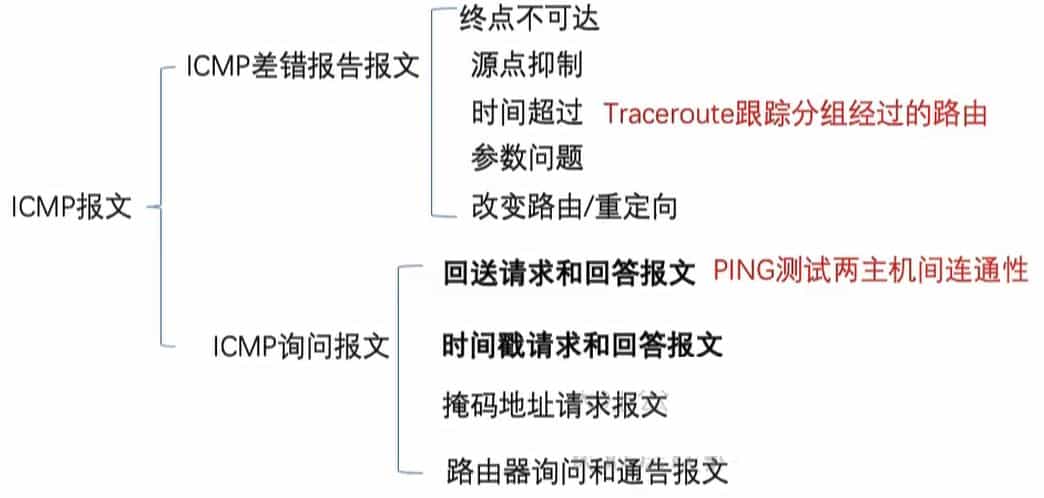 终点不可达
ICMP差错报告报文
源点抑制
时间超过 Traceroute跟踪分组经过的路由
参数问题
ICMP报文
改变路由/重定向
回送请求和回答报文 PING测试两主机间连通性
ICMP询问报文
时间戳请求和回答报文
掩码地址请求报文
路由器询问和通告报文